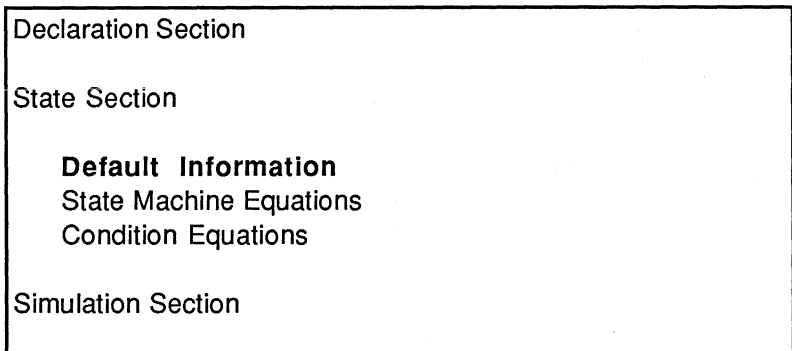 Declaration Section
State Section
Default Information
State Machine Equations
Condition Equations
Simulation Section